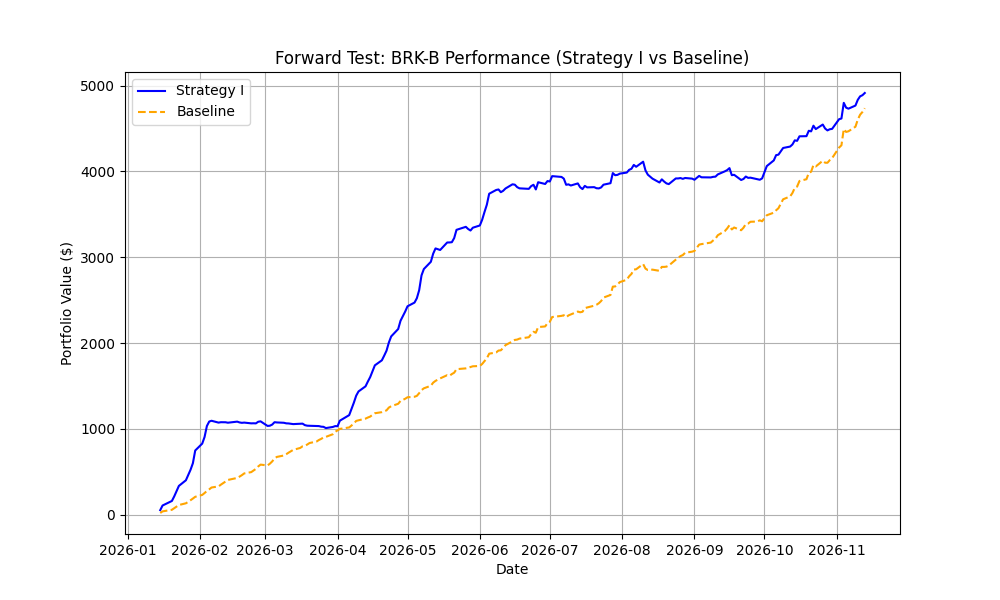 Forward Test: BRK-B Performance (Strategy I vs Baseline)
Strategy I
Baseline
Portfolio Value ($)
5000
4000
3000
2000
1000
0
2026-01 2026-02 2026-03 2026-04 2026-05 2026-06 2026-07 2026-08 2026-09 2026-10 2026-11
Date